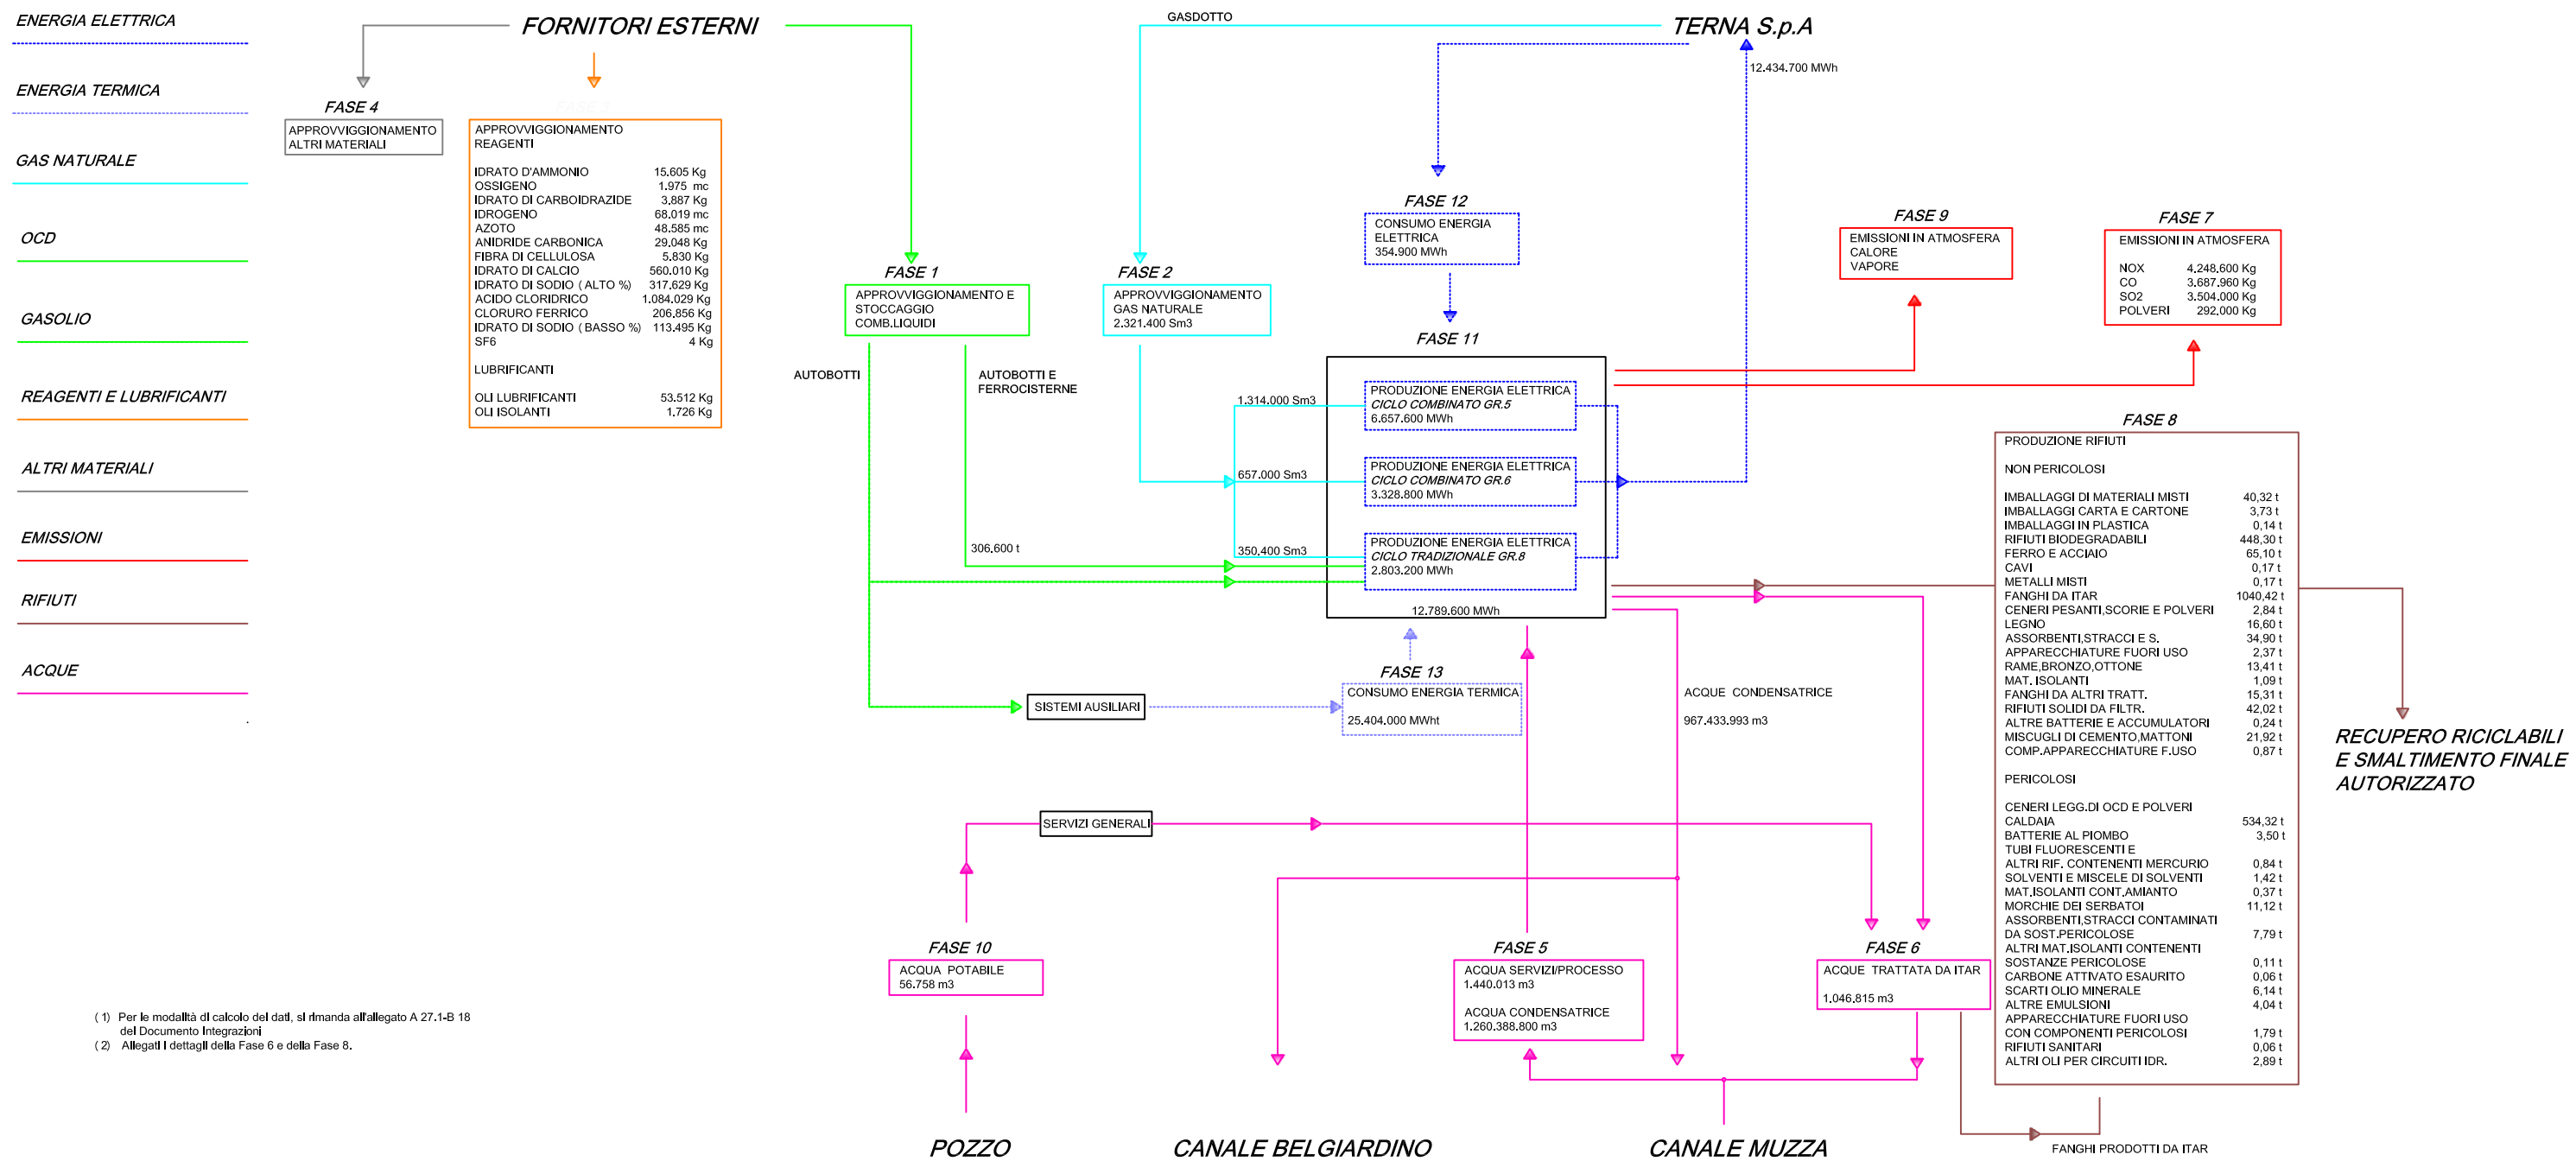 ENERGIA ELETTRICA
ENERGIA TERMICA
GAS NATURALE
OCD
GASOLIO
REAGENTI E LUBRIFICANTI
ALTRI MATERIALI
EMISSIONI
RIFIUTI
ACQUE
FORNITORI ESTERNI
GASDOTTO
TERNA S.p.A
12.434.700 MWh
FASE 4
APPROVVIGGIONAMENTO
ALTRI MATERIALI
APPROVVIGGIONAMENTO
REAGENTI
IDRATO D'AMMONIO 15.605 Kg
OSSIGENO 1.975 mc
IDRATO DI CARBOIDRAZIDE 3.887 Kg
IDROGENO 68.019 mc
AZOTO 48.585 mc
ANIDRIDE CARBONICA 29.048 Kg
FIBRA DI CELLULOSA 5.830 Kg
IDRATO DI CALCIO 560.010 Kg
IDRATO DI SODIO ( ALTO %) 317.629 Kg
ACIDO CLORIDRICO 1.084.029 Kg
CLORURO FERRICO 206.856 Kg
IDRATO DI SODIO ( BASSO %) 113.495 Kg
SF6 4 Kg
LUBRIFICANTI
OLI LUBRIFICANTI 53.512 Kg
OLI ISOLANTI 1.726 Kg
FASE 1
APPROVVIGGIONAMENTO E
STOCCAGGIO
COMB.LIQUIDI
AUTOBOTTI
AUTOBOTTI E
FERROCISTERNE
306.600 t
FASE 2
APPROVVIGGIONAMENTO
GAS NATURALE
2.321.400 Sm3
1.314.000 Sm3
657.000 Sm3
350.400 Sm3
FASE 12
CONSUMO ENERGIA
ELETTRICA
354.900 MWh
FASE 11
PRODUZIONE ENERGIA ELETTRICA
CICLO COMBINATO GR.5
6.657.600 MWh
PRODUZIONE ENERGIA ELETTRICA
CICLO COMBINATO GR.6
3.328.800 MWh
PRODUZIONE ENERGIA ELETTRICA
CICLO TRADIZIONALE GR.8
2.803.200 MWh
12.789.600 MWh
FASE 9
EMISSIONI IN ATMOSFERA
CALORE
VAPORE
FASE 7
EMISSIONI IN ATMOSFERA
NOX 4.248.600 Kg
CO 3.687.960 Kg
SO2 3.504.000 Kg
POLVERI 292.000 Kg
FASE 8
PRODUZIONE RIFIUTI
NON PERICOLOSI
IMBALLAGGI DI MATERIALI MISTI 40,32 t
IMBALLAGGI CARTA E CARTONE 3,73 t
IMBALLAGGI IN PLASTICA 0,14 t
RIFIUTI BIODEGRADABILI 448,30 t
FERRO E ACCIAIO 65,10 t
CAVI 0,17 t
METALLI MISTI 0,17 t
FANGHI DA ITAR 1040,42 t
CENERI PESANTI,SCORIE E POLVERI 2,84 t
LEGNO 16,60 t
ASSORBENTI,STRACCI E S. 34,90 t
APPARECCHIATURE FUORI USO 2,37 t
RAME,BRONZO,OTTONE 13,41 t
MAT. ISOLANTI 1,09 t
FANGHI DA ALTRI TRATT. 15,31 t
RIFIUTI SOLIDI DA FILTR. 42,02 t
ALTRE BATTERIE E ACCUMULATORI 0,24 t
MISCUGLI DI CEMENTO,MATTONI 21,92 t
COMP.APPARECCHIATURE F.USO 0,87 t
PERICOLOSI
CENERI LEGG.DI OCD E POLVERI
CALDAIA 534,32 t
BATTERIE AL PIOMBO 3,50 t
TUBI FLUORESCENTI E
ALTRI RIF. CONTENENTI MERCURIO 0,84 t
SOLVENTI E MISCELE DI SOLVENTI 1,42 t
MAT.ISOLANTI CONT.AMIANTO 0,37 t
MORCHIE DEI SERBATOI 11,12 t
ASSORBENTI,STRACCI CONTAMINATI
DA SOST.PERICOLOSE 7,79 t
ALTRI MAT.ISOLANTI CONTENENTI
SOSTANZE PERICOLOSE 0,11 t
CARBONE ATTIVATO ESAURITO 0,06 t
SCARTI OLIO MINERALE 6,14 t
ALTRE EMULSIONI 4,04 t
APPARECCHIATURE FUORI USO
CON COMPONENTI PERICOLOSI 1,79 t
RIFIUTI SANITARI 0,06 t
ALTRI OLI PER CIRCUITI IDR. 2,89 t
RECUPERO RICICLABILI
E SMALTIMENTO FINALE
AUTORIZZATO
SISTEMI AUSILIARI
FASE 13
CONSUMO ENERGIA TERMICA
25.404.000 MWht
ACQUE CONDENSATRICE
967.433.993 m3
SERVIZI GENERALI
FASE 10
ACQUA POTABILE
56.758 m3
FASE 5
ACQUA SERVIZI/PROCESSO
1.440.013 m3
ACQUA CONDENSATRICE
1.260.388.800 m3
FASE 6
ACQUE TRATTATA DA ITAR
1.046.815 m3
( 1) Per le modalità di calcolo dei dati, si rimanda all'allegato A 27.1-B 18
del Documento Integrazioni
( 2) Allegati i dettagli della Fase 6 e della Fase 8.
POZZO
CANALE BELGIARDINO
CANALE MUZZA
FANGHI PRODOTTI DA ITAR